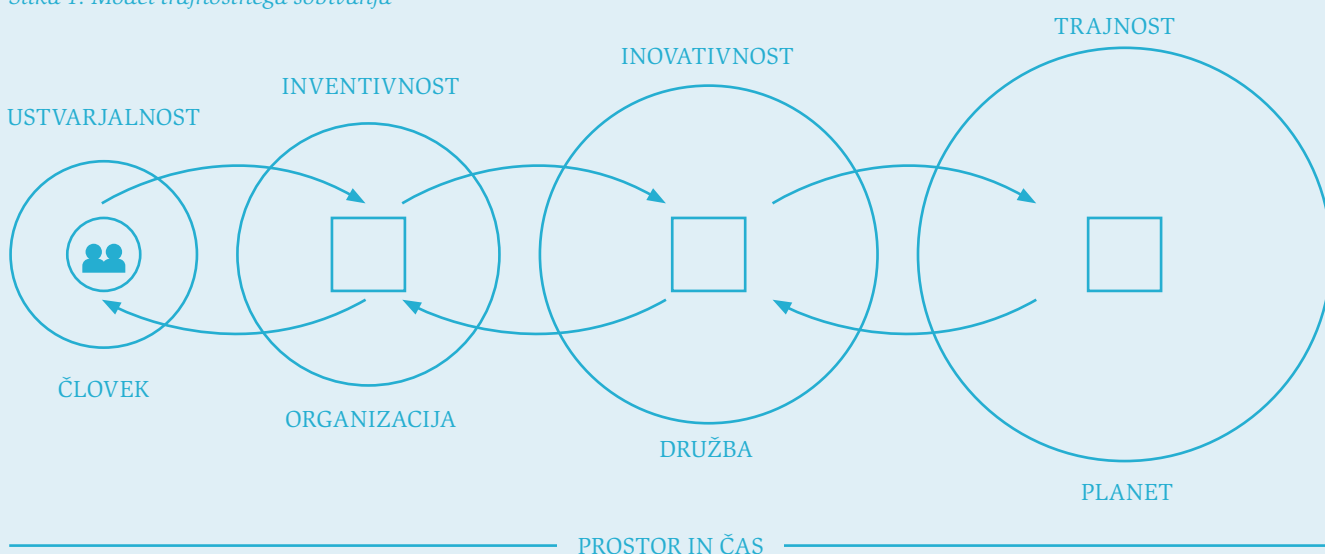 Slika 1: Model trajnostnega sobivanja
TRAJNOST
INOVATIVNOST
INVENTIVNOST
USTVARJALNOST
ČLOVEK
ORGANIZACIJA
DRUŽBA
PLANET
PROSTOR IN ČAS